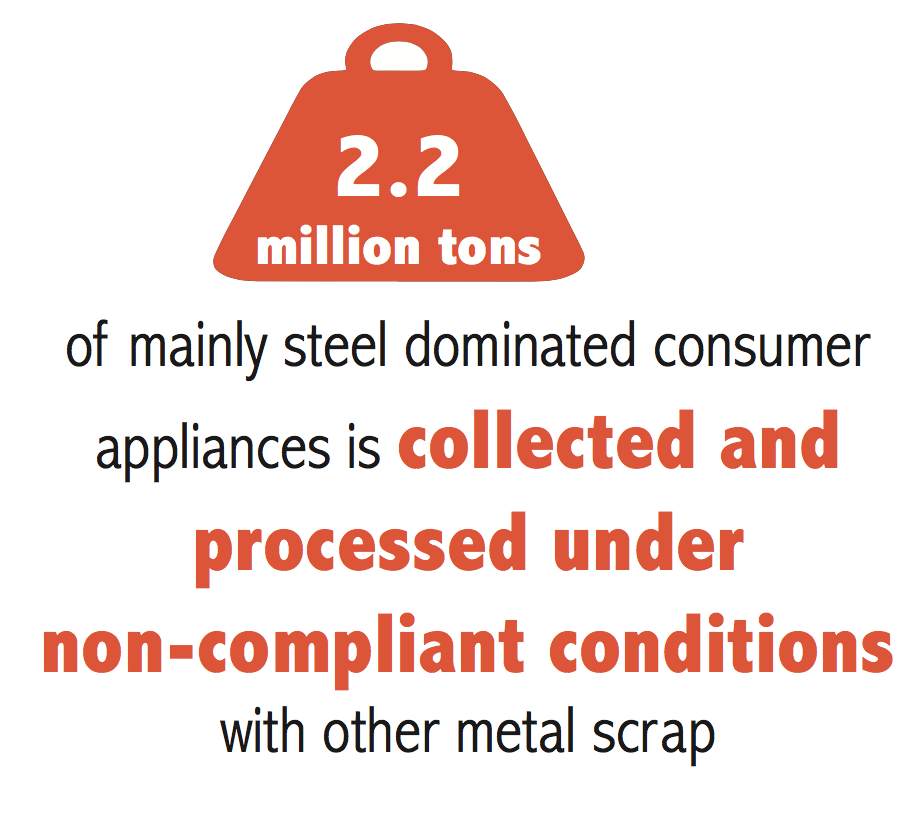 2.2
million tons
of mainly steel dominated consumer
appliances is collected and
processed under
non-compliant conditions
with other metal scrap